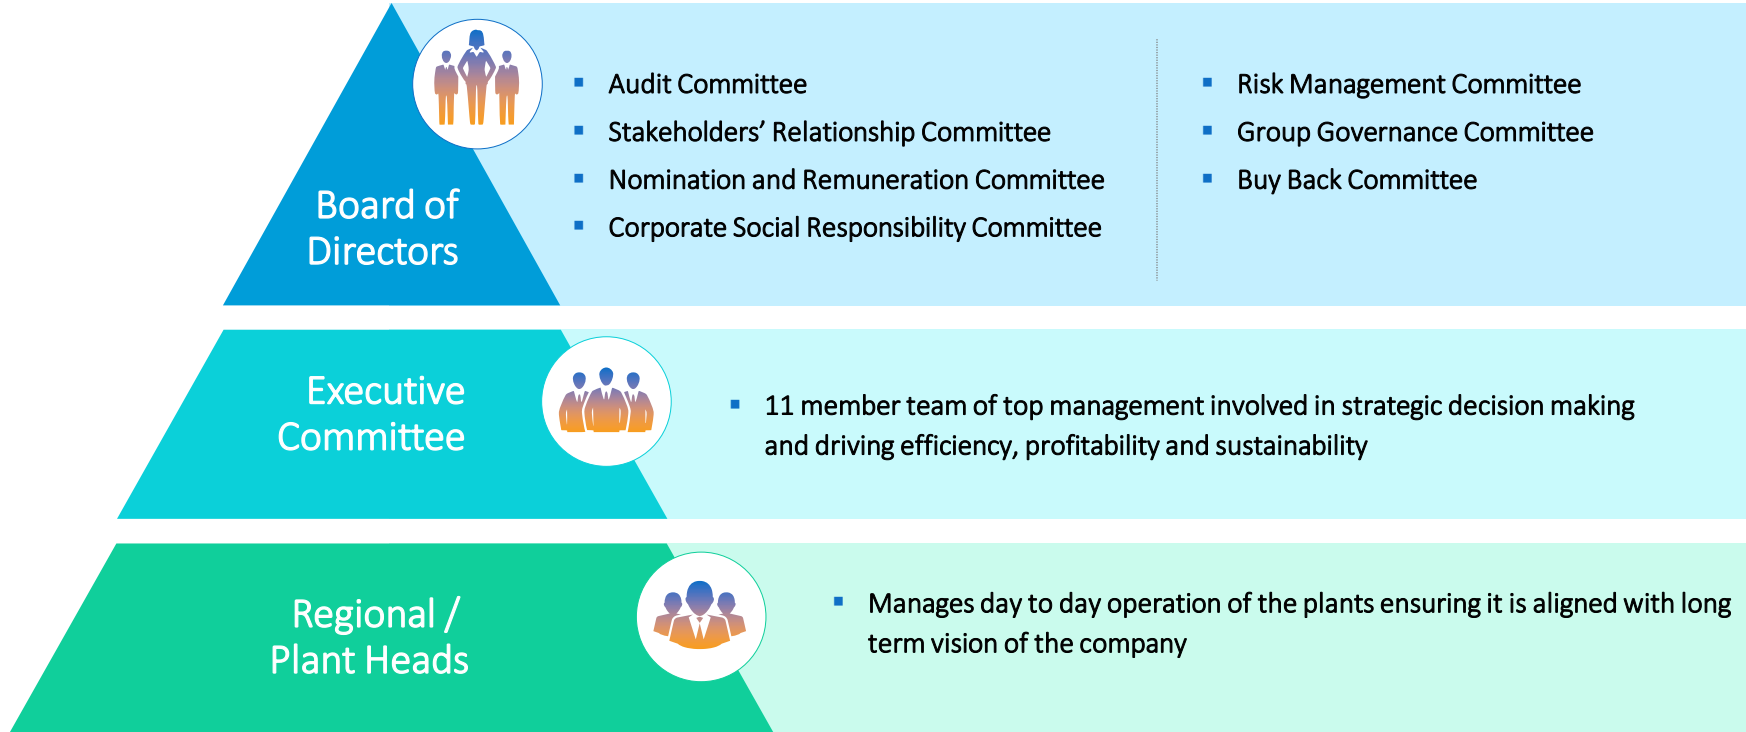 Board of
Directors
Audit Committee
Stakeholders’ Relationship Committee
Nomination and Remuneration Committee
Corporate Social Responsibility Committee
Risk Management Committee
Group Governance Committee
Buy Back Committee
Executive
Committee
11 member team of top management involved in strategic decision making
and driving efficiency, profitability and sustainability
Regional /
Plant Heads
Manages day to day operation of the plants ensuring it is aligned with long
term vision of the company